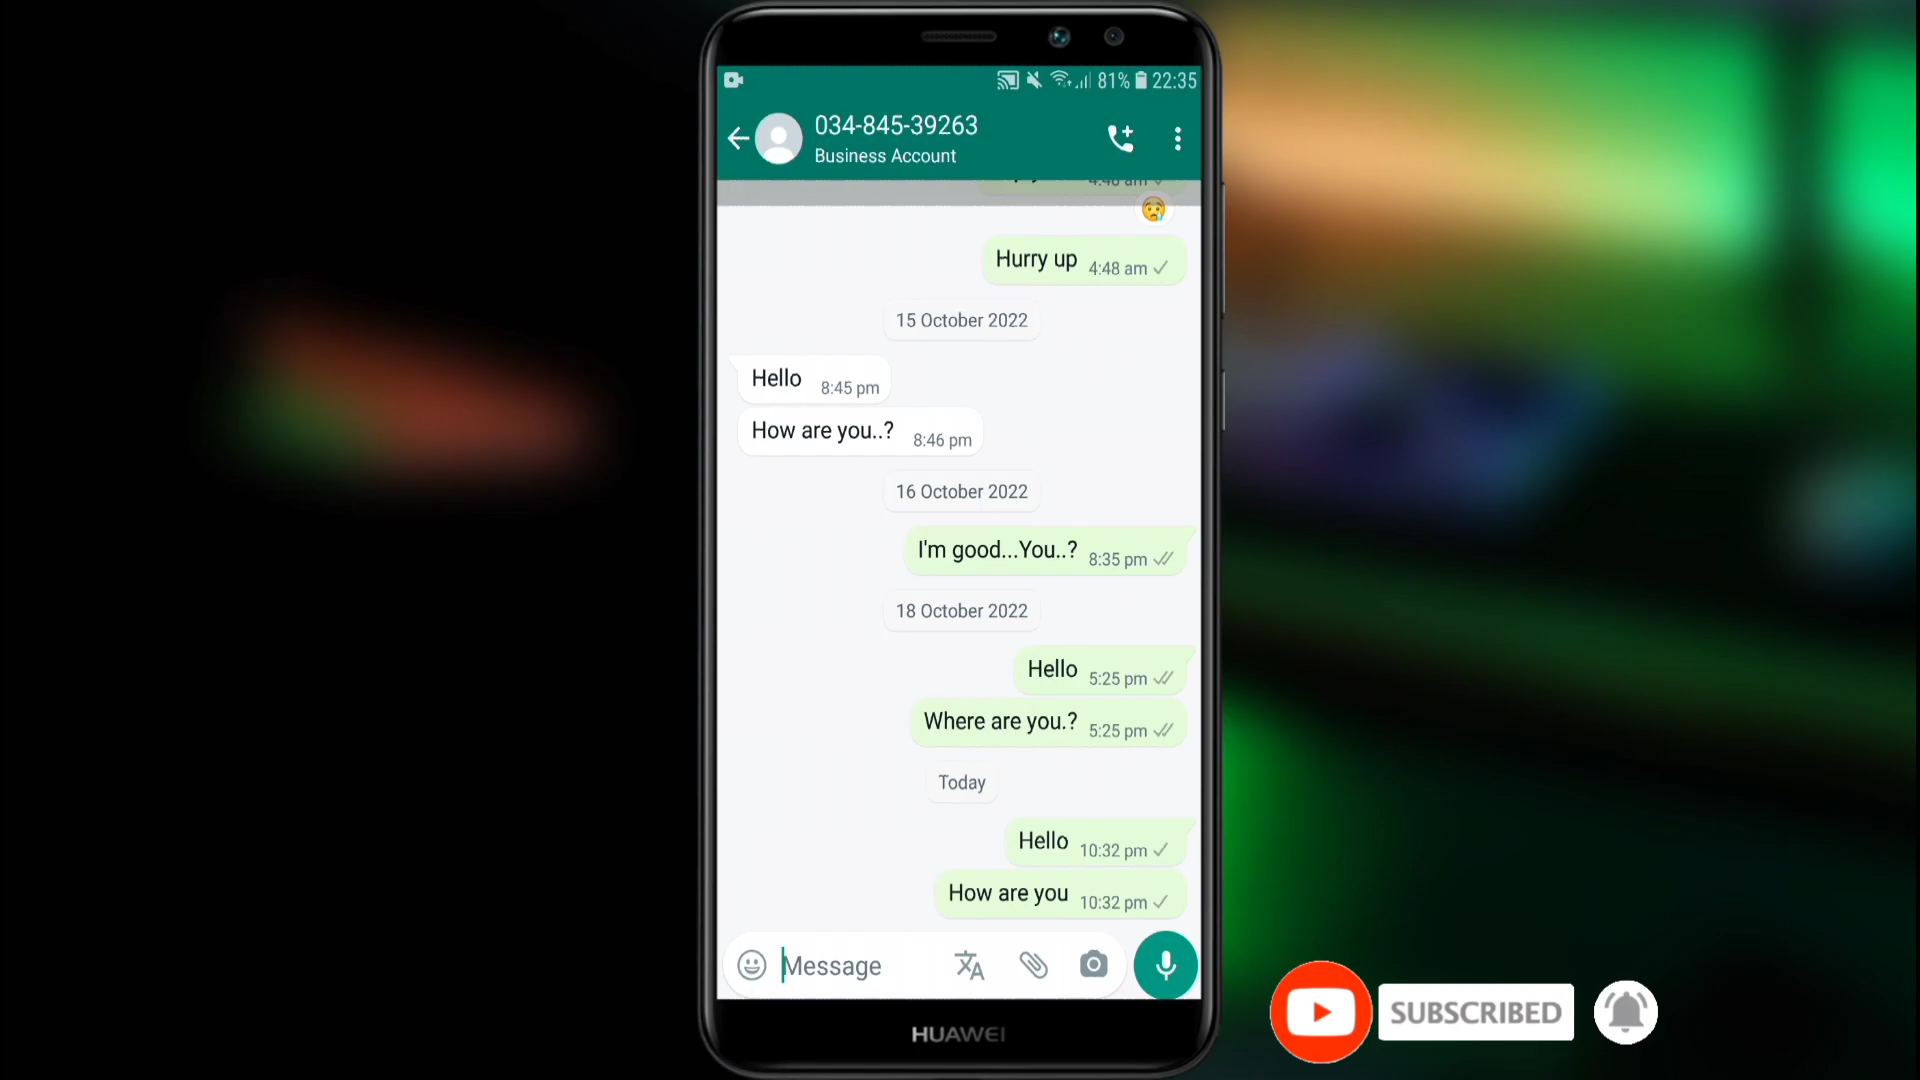 81% 22:35
034-845-39263
Business Account
4:48 am
Hurry up 4:48 am
15 October 2022
Hello 8:45 pm
How are you..? 8:46 pm
16 October 2022
I'm good...You..? 8:35 pm
18 October 2022
Hello 5:25 pm
Where are you.? 5:25 pm
Today
Hello 10:32 pm
How are you 10:32 pm
Message
HUAWEI
SUBSCRIBED